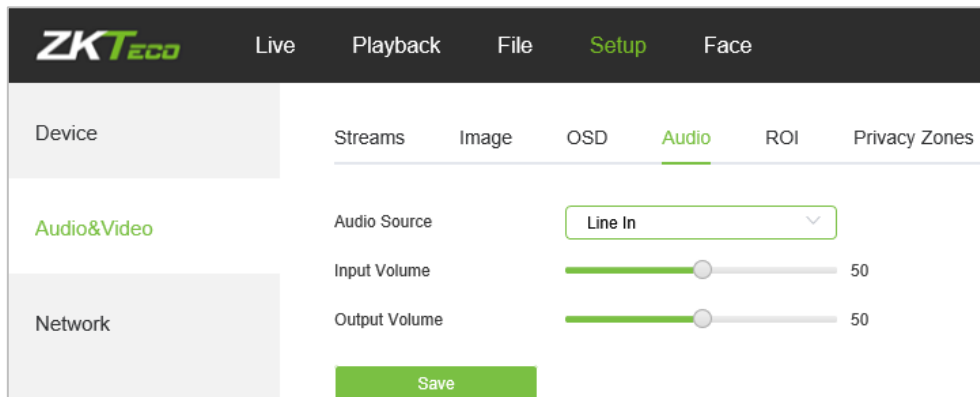 ZKTeco Live Playback File Setup Face
Device
Streams Image OSD Audio ROI Privacy Zones
Audio Source Line In
Audio&Video
Input Volume 50
Network
Output Volume 50
Save